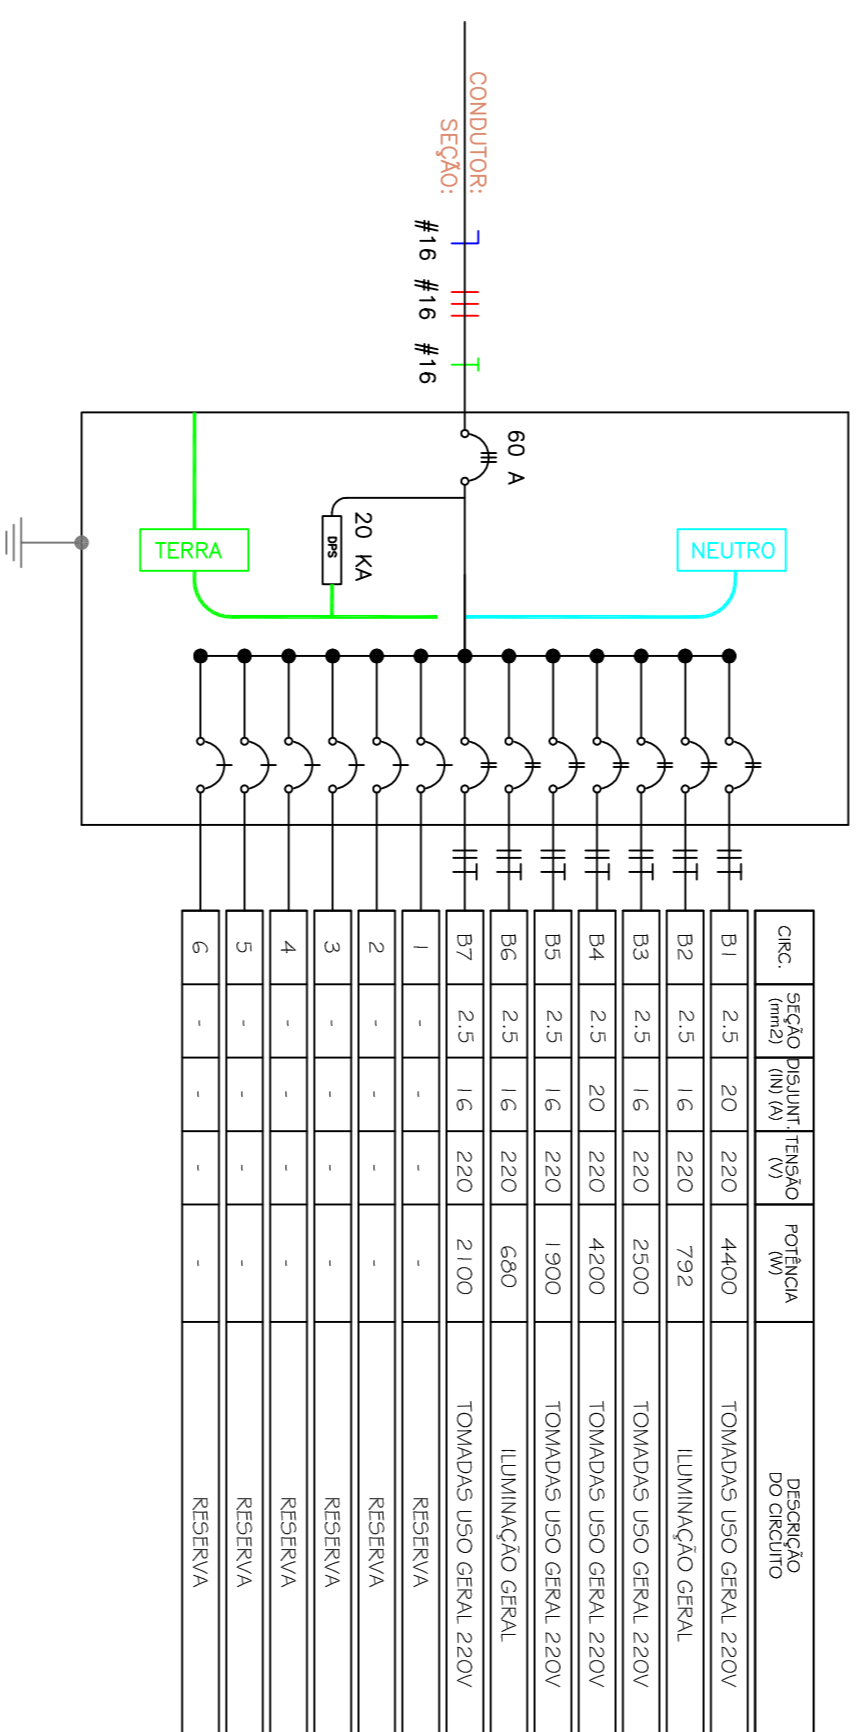 CONDUTOR:
SEÇÃO:
#16 #16 #16
60 A
20 KA
DPS
TERRA
NEUTRO
CIRC. SEÇÃO (mm2) DISJUNT. (IN) (A) TENSÃO (V) POTÊNCIA (W) DESCRIÇÃO DO CIRCUITO
B1 2.5 20 220 4400 TOMADAS USO GERAL 220V
B2 2.5 16 220 792 ILUMINAÇÃO GERAL
B3 2.5 16 220 2500 TOMADAS USO GERAL 220V
B4 2.5 20 220 4200 TOMADAS USO GERAL 220V
B5 2.5 16 220 1900 TOMADAS USO GERAL 220V
B6 2.5 16 220 680 ILUMINAÇÃO GERAL
B7 2.5 16 220 2100 TOMADAS USO GERAL 220V
1 - - - - RESERVA
2 - - - - RESERVA
3 - - - - RESERVA
4 - - - - RESERVA
5 - - - - RESERVA
6 - - - - RESERVA